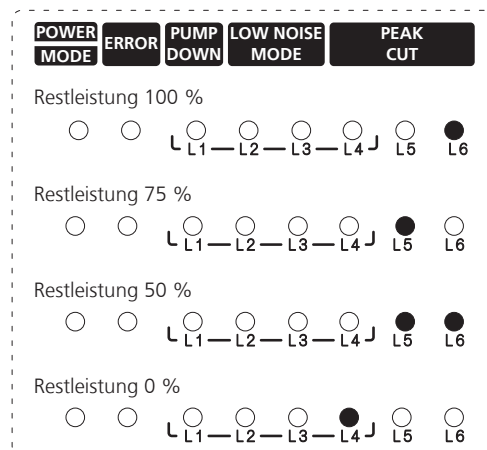 POWER MODE ERROR PUMP DOWN LOW NOISE MODE PEAK CUT
Restleistung 100 %
L1 L2 L3 L4 L5 L6
Restleistung 75 %
L1 L2 L3 L4 L5 L6
Restleistung 50 %
L1 L2 L3 L4 L5 L6
Restleistung 0 %
L1 L2 L3 L4 L5 L6